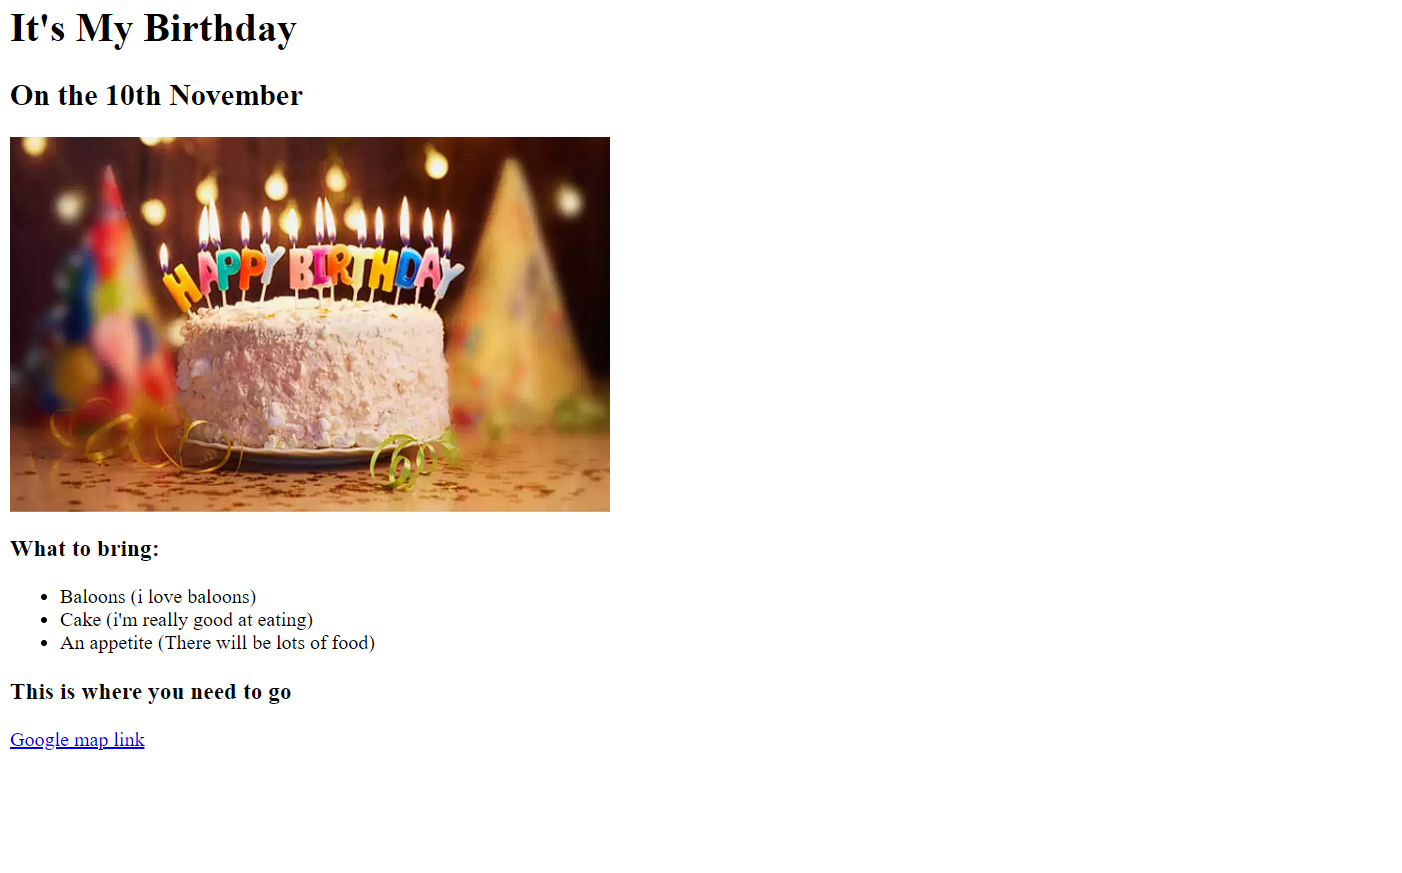 It's My Birthday
On the 10th November
HAPPY BIRTHDAY
What to bring:
Baloons (i love baloons)
Cake (i'm really good at eating)
An appetite (There will be lots of food)
This is where you need to go
Google map link